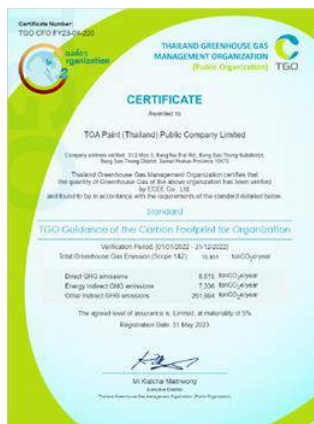 Certificate Number:
TGO CFO FY23-01-220
THAILAND GREENHOUSE GAS
MANAGEMENT ORGANIZATION
(Public Organization)
TGO
CERTIFICATE
Awarded to
TOA Paint (Thailand) Public Company Limited
Thailand Greenhouse Gas Management Organization certifies that
the quantity of Greenhouse Gas of the above organization has been verified
by ECEE Co., Ltd.
and found to be in accordance with the requirements of the standard detailed below.
Standard
TGO Guidance of the Carbon Footprint for Organization
Verification Period: [01/01/2022 - 31/12/2022]
Total Greenhouse Gas Emission (Scope 1&2) tonCO2e/year
Direct GHG emissions tonCO2e/year
Energy Indirect GHG emissions 7,336 tonCO2e/year
Other Indirect GHG emissions tonCO2e/year
The agreed level of assurance is Limited, at materiality of 5%
Registration Date: 31 May 2023
Executive Director
Thailand Greenhouse Gas Management Organization (Public Organization)